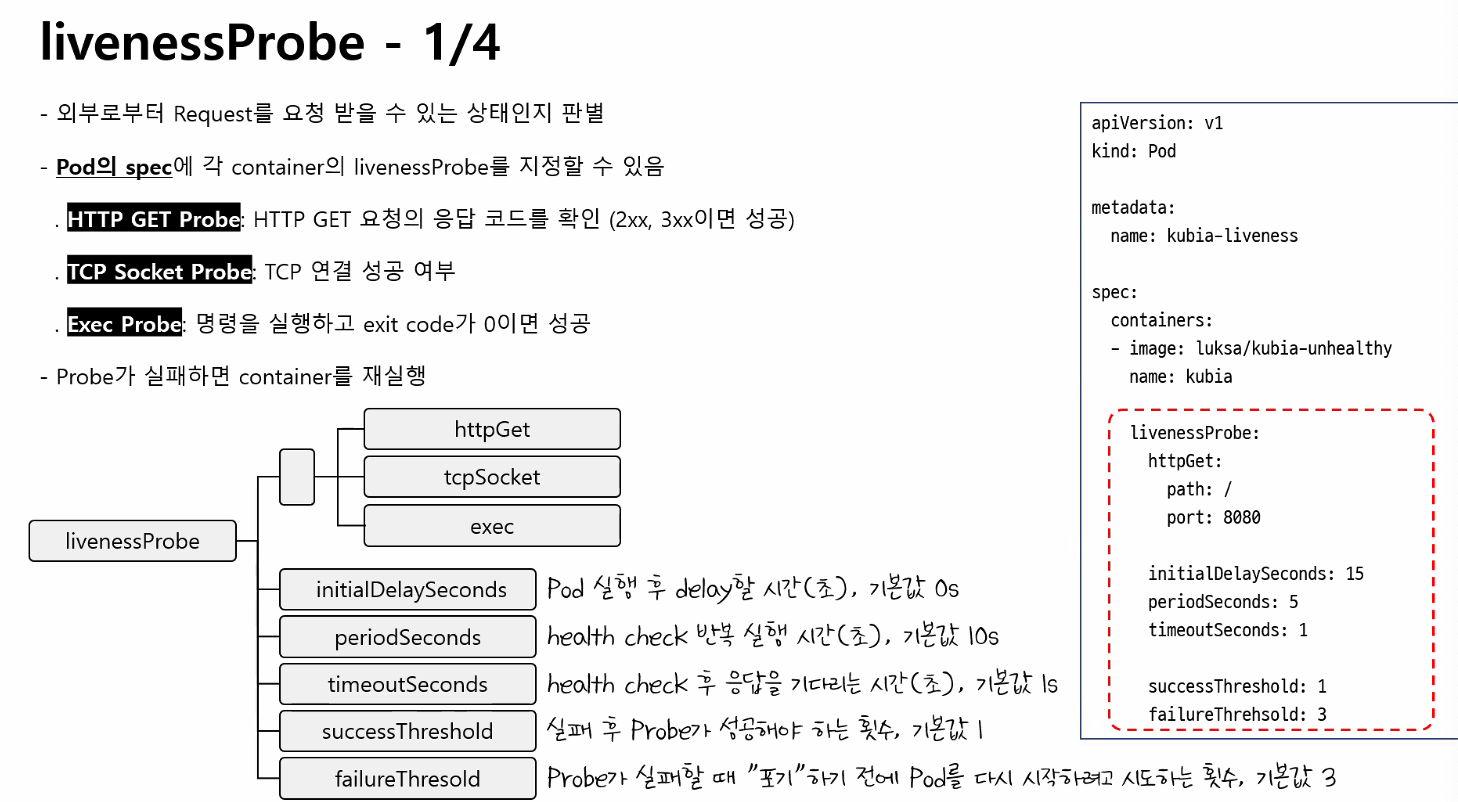 livenessProbe - 1/4
- 외부로부터 Request를 요청 받을 수 있는 상태인지 판별
- Pod의 spec에 각 container의 livenessProbe를 지정할 수 있음
. HTTP GET Probe: HTTP GET 요청의 응답 코드를 확인 (2xx, 3xx이면 성공)
. TCP Socket Probe: TCP 연결 성공 여부
. Exec Probe: 명령을 실행하고 exit code가 0이면 성공
- Probe가 실패하면 container를 재실행
livenessProbe
httpGet
tcpSocket
exec
initialDelaySeconds Pod 실행 후 delay할 시간(초), 기본값 0s
periodSeconds health check 반복 실행 시간(초), 기본값 10s
timeoutSeconds health check 후 응답을 기다리는 시간(초), 기본값 1s
successThreshold 실패 후 Probe가 성공해야 하는 횟수, 기본값 1
failureThresold Probe가 실패할 때 "포기"하기 전에 Pod를 다시 시작하려고 시도하는 횟수, 기본값 3
apiVersion: v1
kind: Pod
metadata:
name: kubia-liveness
spec:
containers:
- image: luksa/kubia-unhealthy
name: kubia
livenessProbe:
httpGet:
path: /
port: 8080
initialDelaySeconds: 15
periodSeconds: 5
timeoutSeconds: 1
successThreshold: 1
failureThrehsold: 3